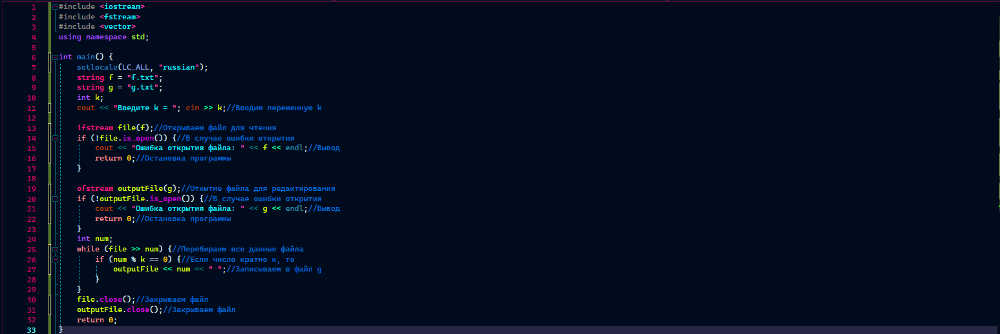 1 #include <iostream>
2 #include <fstream>
3 #include <vector>
4 using namespace std;
5
6 int main() {
7 setlocale(LC_ALL, "russian");
8 string f = "f.txt";
9 string g = "g.txt";
10 int k;
11 cout << "Введите k = "; cin >> k;//Вводим переменную k
12
13 ifstream file(f);//Открываем файл для чтения
14 if (!file.is_open()) {//В случае ошибки открытия
15 cout << "Ошибка открытия файла: " << f << endl;//Вывод
16 return 0;//Остановка программы
17 }
18
19 ofstream outputFile(g);//Откытие файла для редактирования
20 if (!outputFile.is_open()) {//В случае ошибки открытия
21 cout << "Ошибка открытия файла: " << g << endl;//Вывод
22 return 0;//Остановка программы
23 }
24 int num;
25 while (file >> num) {//Перебираем все данные файла
26 if (num % k == 0) {//Если число кратно к, то
27 outputFile << num << " ";//Записываем в файл g
28 }
29 }
30 file.close();//Закрываем файл
31 outputFile.close();//Закрываем файл
32 return 0;
33 }